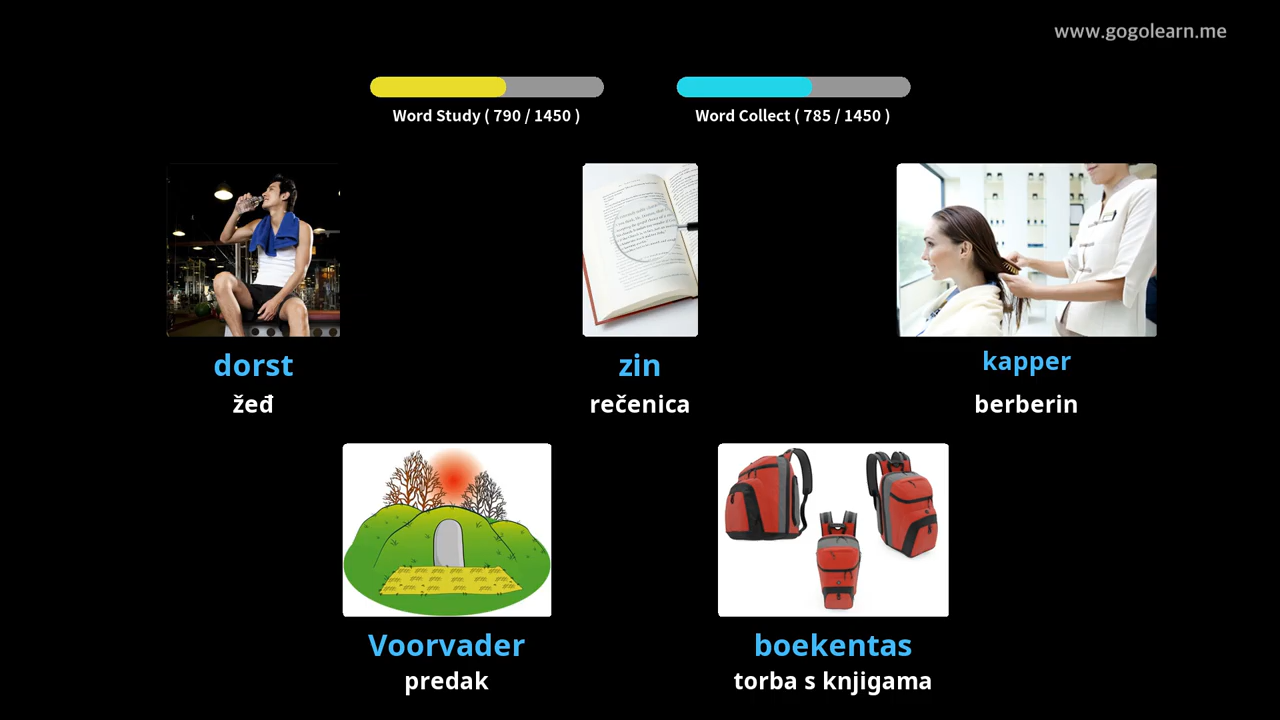 www.gogolearn.me
Word Study ( 790 / 1450 )
Word Collect ( 785 / 1450 )
dorst
zin
kapper
žeđ
rečenica
berberin
Voorvader
boekentas
predak
torba s knjigama